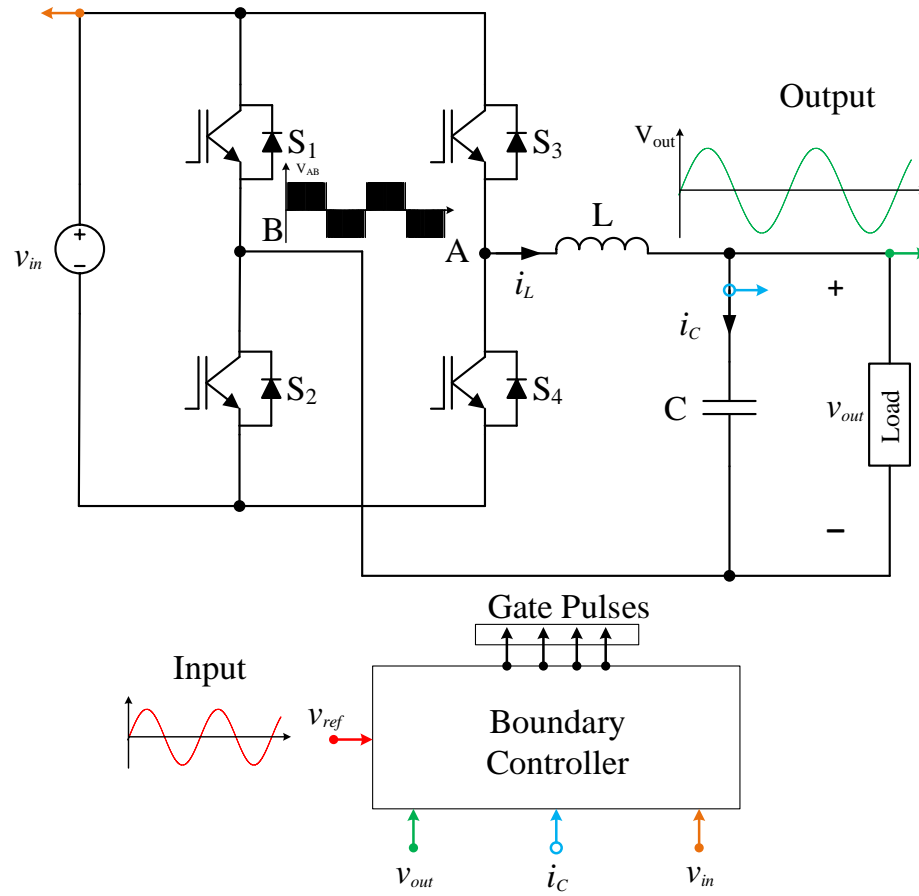 Output
V_out
S_1
S_3
V_AB
B
A
L
v_in
+
−
i_L
i_C
+
S_2
S_4
C
v_out
Load
−
Gate Pulses
Input
v_ref
Boundary
Controller
v_out
i_C
v_in